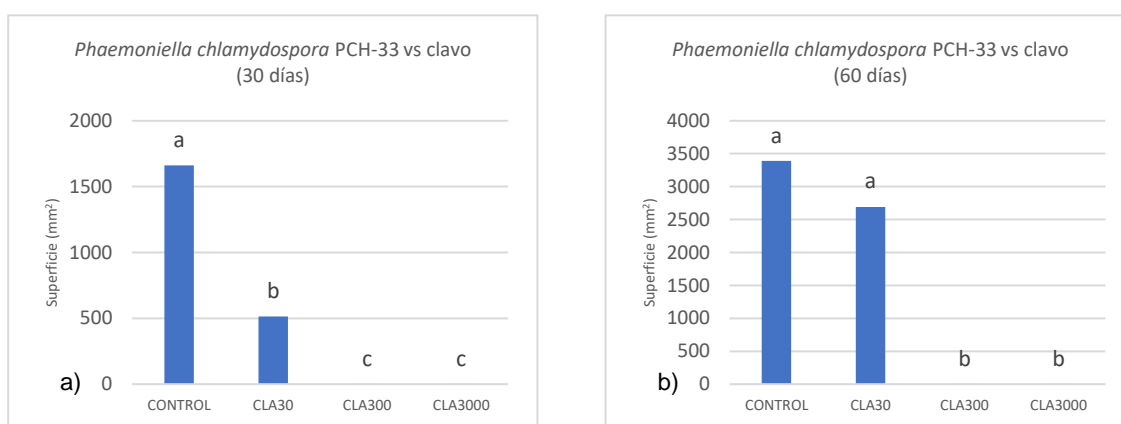 Phaemoniella chlamydospora PCH-33 vs clavo
(30 días)
2000
1500
1000
500
0
Superficie (mm²)
a
b
c
c
a)
CONTROL
CLA30
CLA300
CLA3000
Phaemoniella chlamydospora PCH-33 vs clavo
(60 días)
4000
3500
3000
2500
2000
1500
1000
500
0
Superficie (mm²)
a
a
b
b
b)
CONTROL
CLA30
CLA300
CLA3000